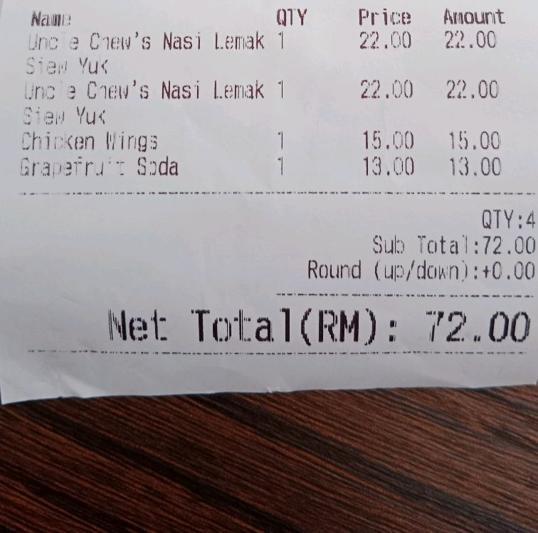 Name QTY Price Amount
Uncle Chew's Nasi Lemak 1 22.00 22.00
Siew Yuk
Uncle Chew's Nasi Lemak 1 22.00 22.00
Siew Yuk
Chicken Wings 1 15.00 15.00
Grapefruit Soda 1 13.00 13.00
QTY:4
Sub Total:72.00
Round (up/down):+0.00
Net Total(RM): 72.00